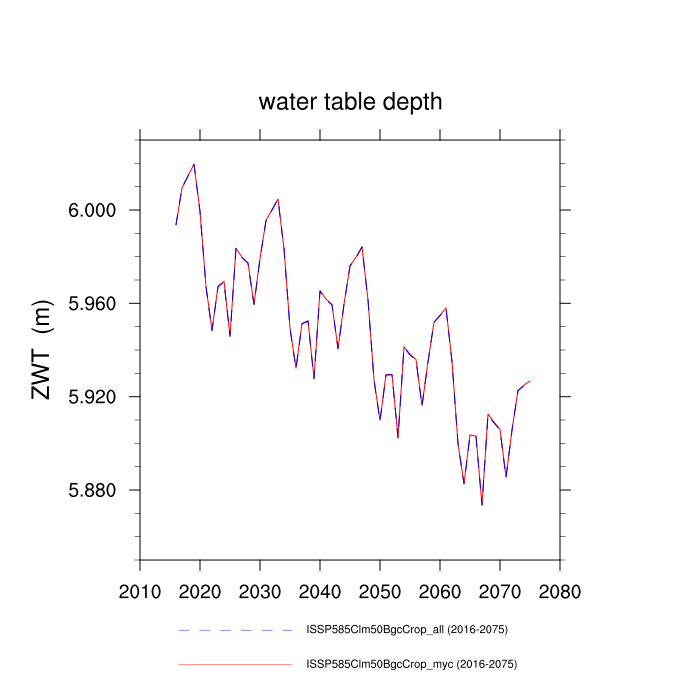 water table depth
ZWT (m)
6.000
5.960
5.920
5.880
2010 2020 2030 2040 2050 2060 2070 2080
ISSP585Clm50BgcCrop_all (2016-2075)
ISSP585Clm50BgcCrop_myc (2016-2075)